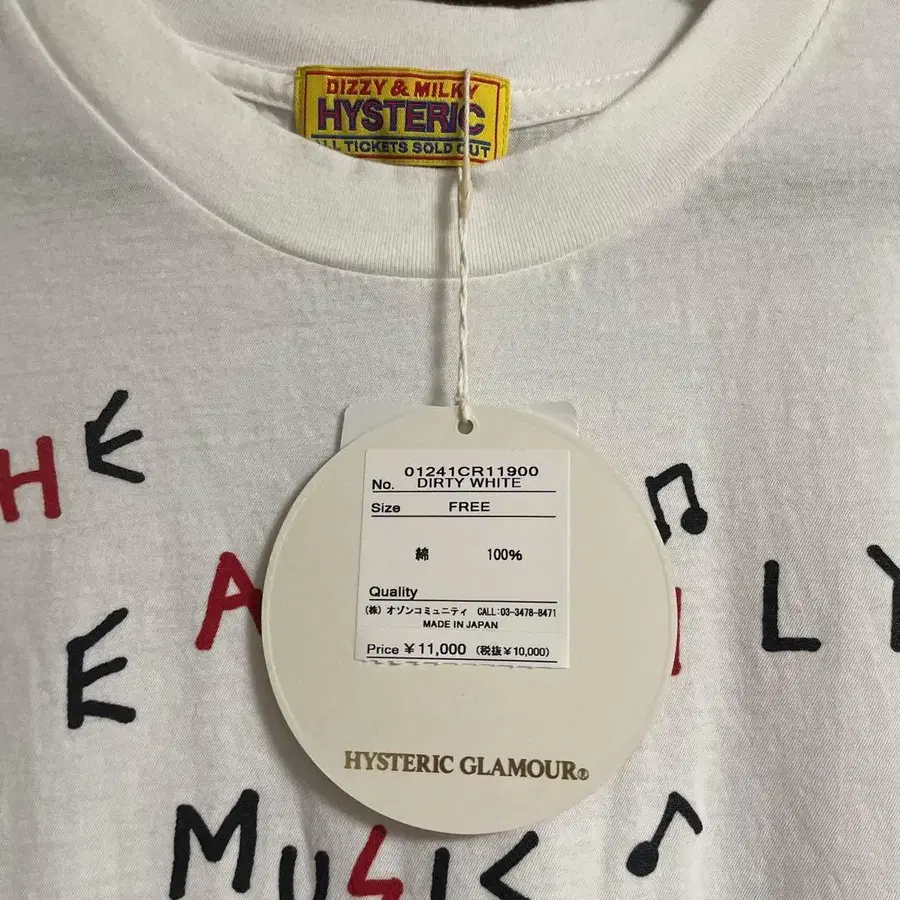 DIZZY & MILKY
HYSTERIC
ALL TICKETS SOLD OUT
HE
01241CR11900
No. DIRTY WHITE
Size FREE
綿 100%
Quality
(株) オゾンコミュニティ CALL:03-3478-8471
MADE IN JAPAN
Price ¥11,000 (税抜¥10,000)
HYSTERIC GLAMOUR®
EA LY
MUSIC